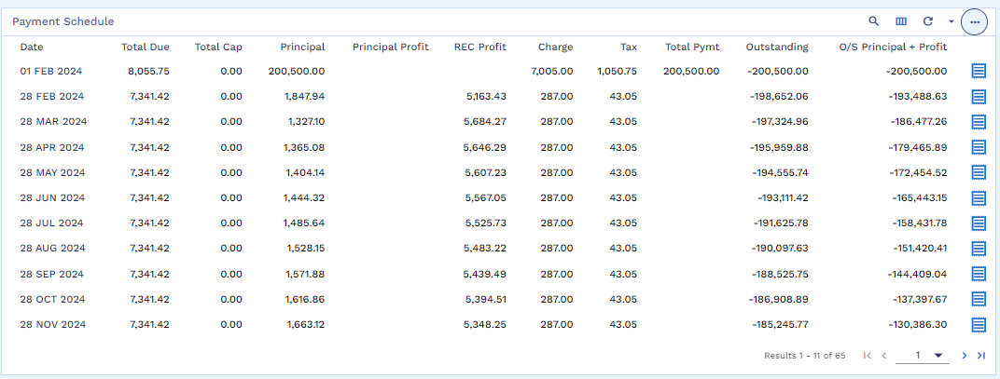 Payment Schedule
Date Total Due Total Cap Principal Principal Profit REC Profit Charge Tax Total Pymt Outstanding O/S Principal + Profit
01 FEB 2024 8,055.75 0.00 200,500.00 7,005.00 1,050.75 200,500.00 -200,500.00 -200,500.00
28 FEB 2024 7,341.42 0.00 1,847.94 5,163.43 287.00 43.05 -198,652.06 -193,488.63
28 MAR 2024 7,341.42 0.00 1,327.10 5,684.27 287.00 43.05 -197,324.96 -186,477.26
28 APR 2024 7,341.42 0.00 1,365.08 5,646.29 287.00 43.05 -195,959.88 -179,465.89
28 MAY 2024 7,341.42 0.00 1,404.14 5,607.23 287.00 43.05 -194,555.74 -172,454.52
28 JUN 2024 7,341.42 0.00 1,444.32 5,567.05 287.00 43.05 -193,111.42 -165,443.15
28 JUL 2024 7,341.42 0.00 1,485.64 5,525.73 287.00 43.05 -191,625.78 -158,431.78
28 AUG 2024 7,341.42 0.00 1,528.15 5,483.22 287.00 43.05 -190,097.63 -151,420.41
28 SEP 2024 7,341.42 0.00 1,571.88 5,439.49 287.00 43.05 -188,525.75 -144,409.04
28 OCT 2024 7,341.42 0.00 1,616.86 5,394.51 287.00 43.05 -186,908.89 -137,397.67
28 NOV 2024 7,341.42 0.00 1,663.12 5,348.25 287.00 43.05 -185,245.77 -130,386.30
Results 1 - 11 of 65 1